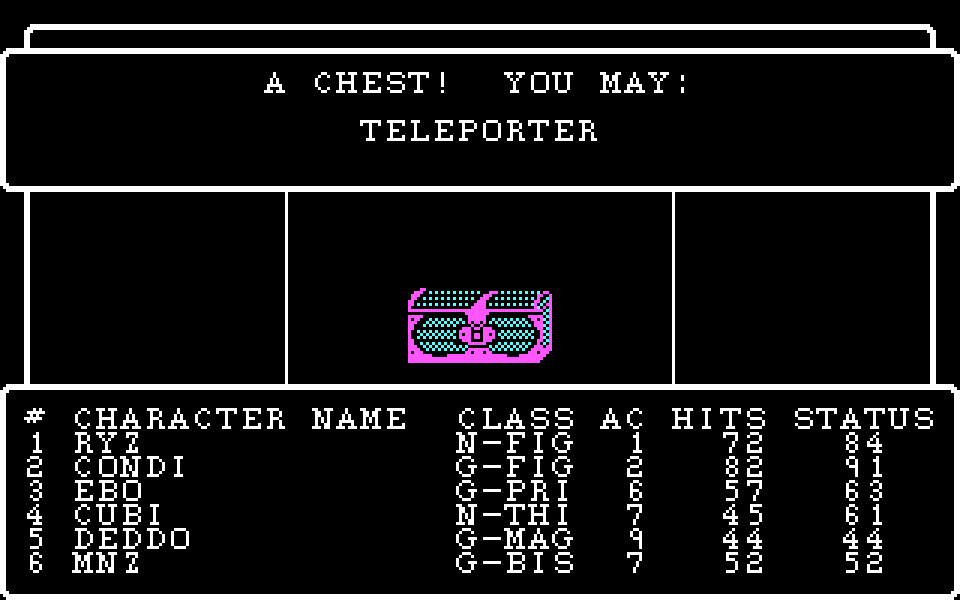 A CHEST! YOU MAY:
TELEPORTER
# CHARACTER NAME CLASS AC HITS STATUS
1 RYZ N-FIG 1 72 84
2 CONDI G-FIG 2 82 91
3 EBO G-PRI 6 57 63
4 CUBI N-THI 7 45 61
5 DEDDO G-MAG 9 44 44
6 MNZ G-BIS 7 52 52